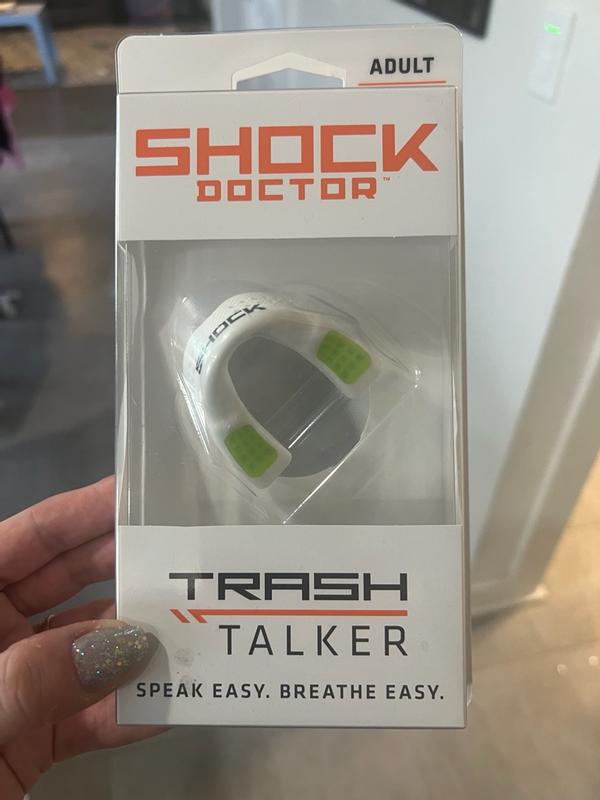 ADULT
SHOCK
DOCTOR™
SHOCK
TRASH
TALKER
SPEAK EASY. BREATHE EASY.